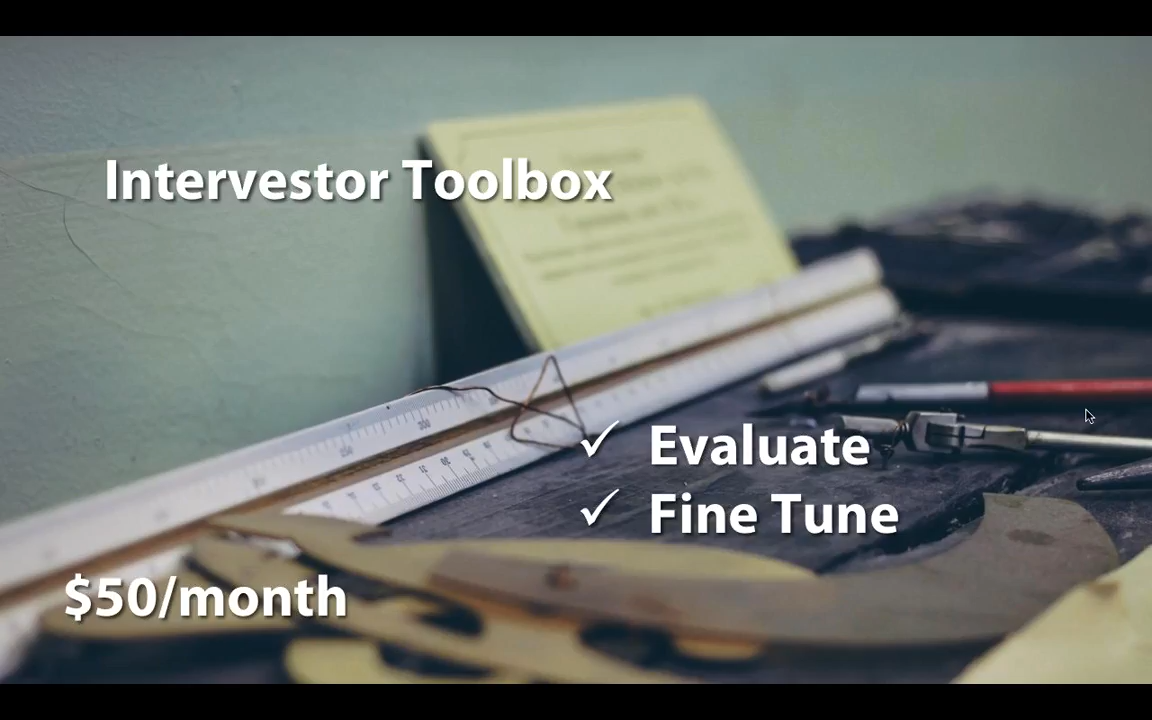 Intervestor Toolbox
✓ Evaluate
✓ Fine Tune
$50/month